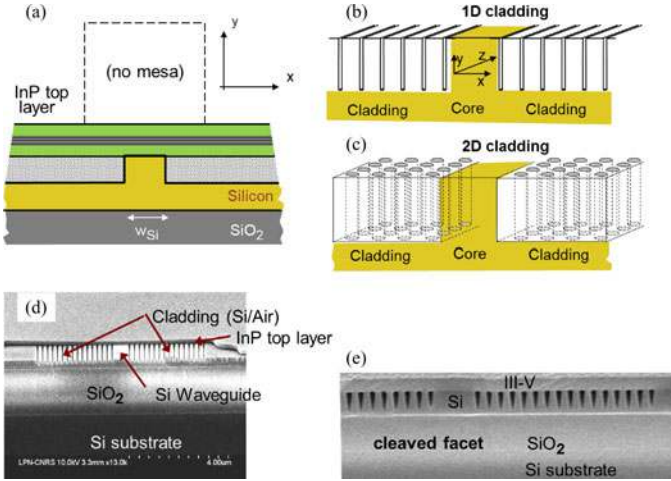 (a)
y
x
(no mesa)
InP top
layer
Silicon
wSi
SiO2
(b)
1D cladding
y
z
x
Cladding
Core
Cladding
(c)
2D cladding
Cladding
Core
Cladding
(d)
Cladding (Si/Air)
InP top layer
SiO2
Si Waveguide
Si substrate
LPN-CNRS 10.0kV 3.3mm x13.0k
4.00um
(e)
III-V
Si
cleaved facet
SiO2
Si substrate